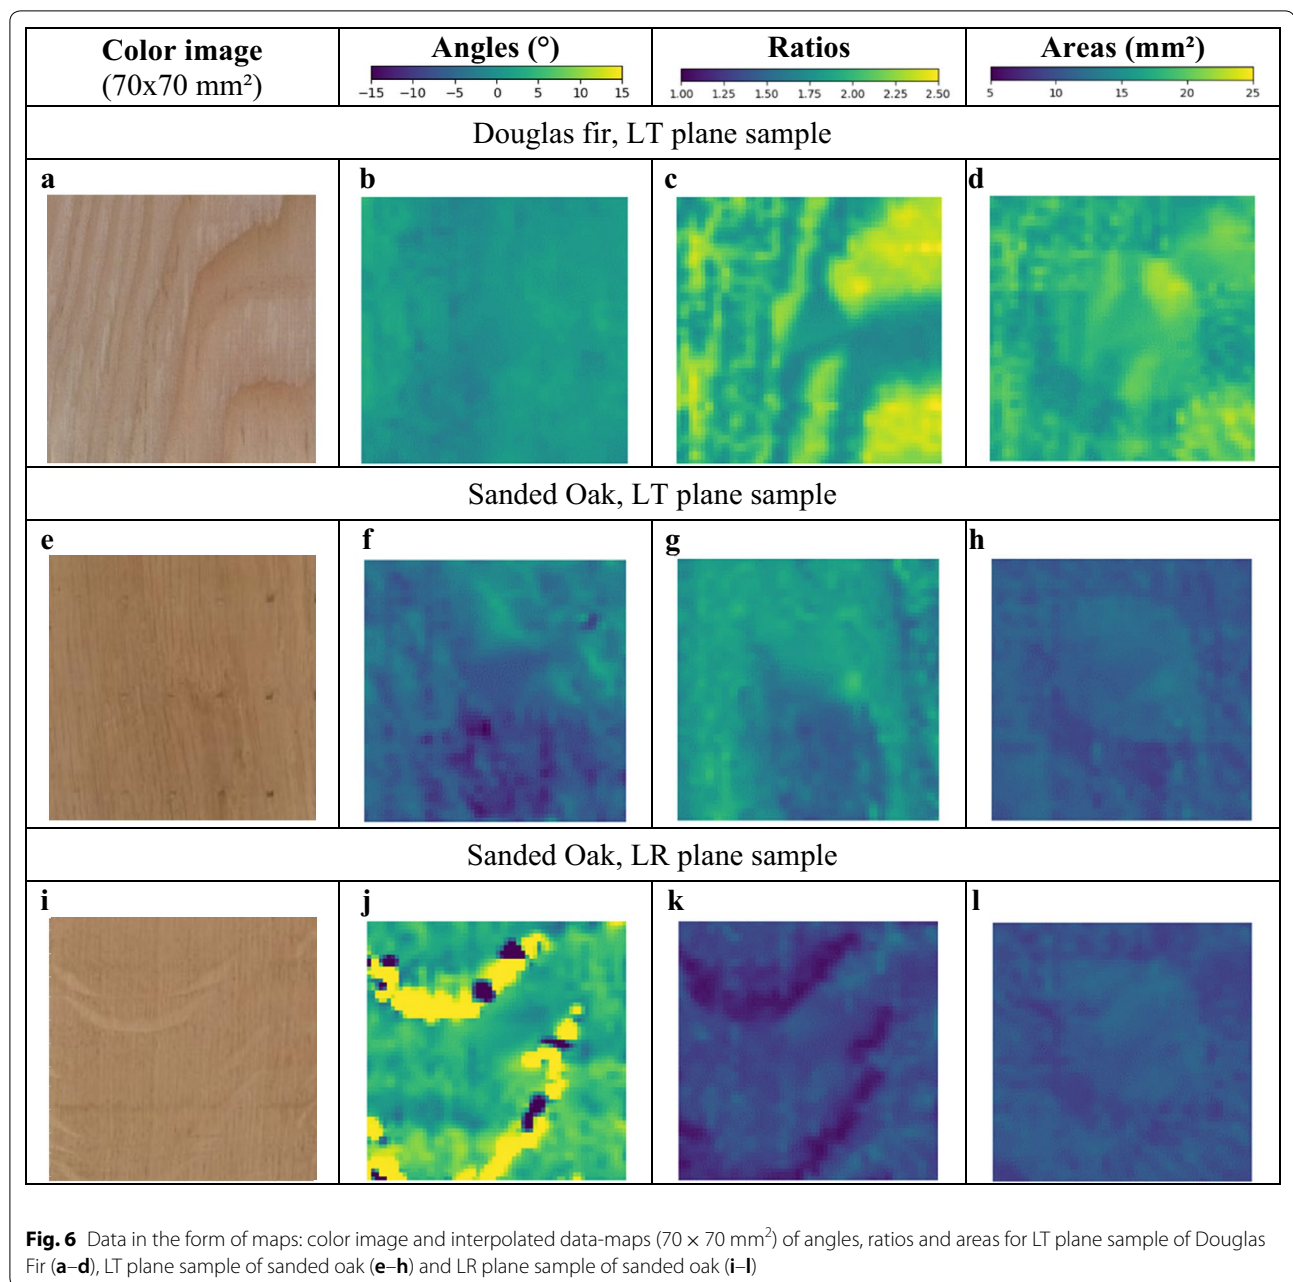 Color image
(70x70 mm²)
Angles (°)
−15 −10 −5 0 5 10 15
Ratios
1.00 1.25 1.50 1.75 2.00 2.25 2.50
Areas (mm²)
5 10 15 20 25
Douglas fir, LT plane sample
a b c d
Sanded Oak, LT plane sample
e f g h
Sanded Oak, LR plane sample
i j k l
Fig. 6 Data in the form of maps: color image and interpolated data-maps (70 × 70 mm²) of angles, ratios and areas for LT plane sample of Douglas
Fir (a–d), LT plane sample of sanded oak (e–h) and LR plane sample of sanded oak (i–l)